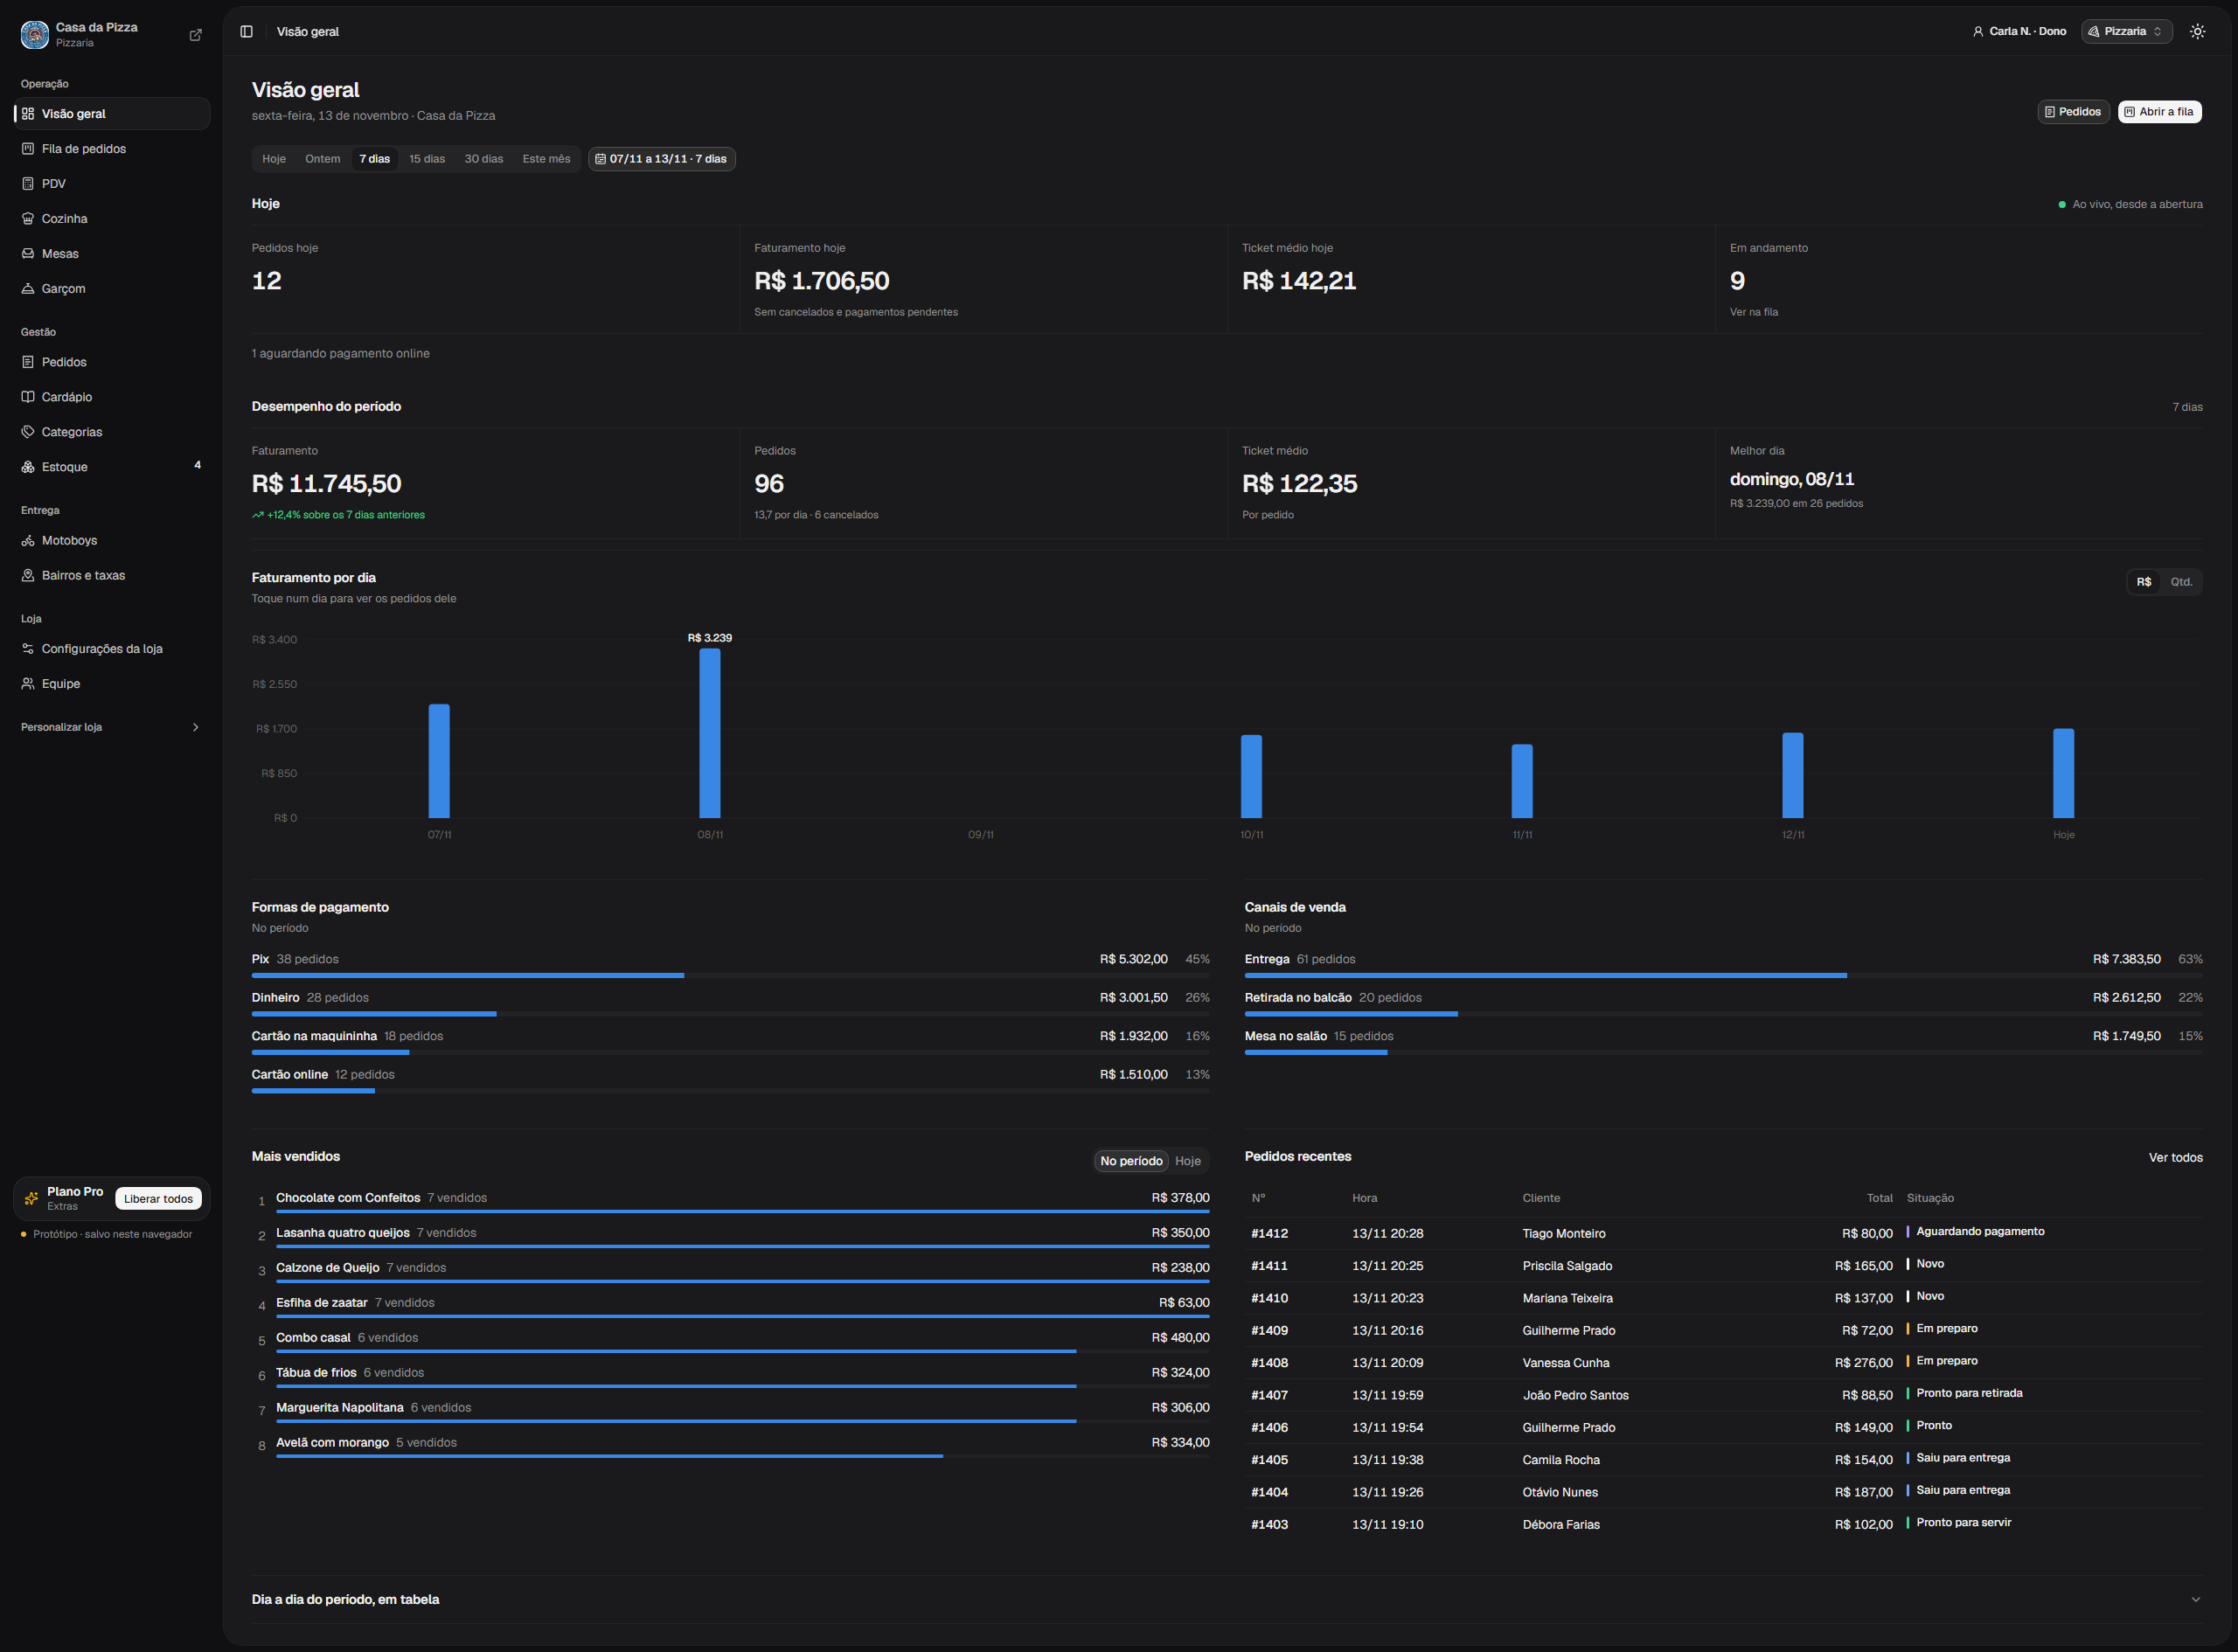 Casa da Pizza
Pizzaria
Operação
Visão geral
Fila de pedidos
PDV
Cozinha
Mesas
Garçom
Gestão
Pedidos
Cardápio
Categorias
Estoque 4
Entrega
Motoboys
Bairros e taxas
Loja
Configurações da loja
Equipe
Personalizar loja
Plano Pro
Extras
Liberar todos
Protótipo · salvo neste navegador
Visão geral
Carla N. · Dono
Pizzaria
Visão geral
sexta-feira, 13 de novembro · Casa da Pizza
Pedidos
Abrir a fila
Hoje Ontem 7 dias 15 dias 30 dias Este mês 07/11 a 13/11 · 7 dias
Hoje
Ao vivo, desde a abertura
Pedidos hoje
12
Faturamento hoje
R$ 1.706,50
Sem cancelados e pagamentos pendentes
Ticket médio hoje
R$ 142,21
Em andamento
9
Ver na fila
1 aguardando pagamento online
Desempenho do período
7 dias
Faturamento
R$ 11.745,50
+12,4% sobre os 7 dias anteriores
Pedidos
96
13,7 por dia · 6 cancelados
Ticket médio
R$ 122,35
Por pedido
Melhor dia
domingo, 08/11
R$ 3.239,00 em 26 pedidos
Faturamento por dia
Toque num dia para ver os pedidos dele
R$ Qtd.
R$ 3.400
R$ 2.550
R$ 1.700
R$ 850
R$ 0
R$ 3.239
07/11 08/11 09/11 10/11 11/11 12/11 Hoje
Formas de pagamento
No período
Pix 38 pedidos R$ 5.302,00 45%
Dinheiro 28 pedidos R$ 3.001,50 26%
Cartão na maquininha 18 pedidos R$ 1.932,00 16%
Cartão online 12 pedidos R$ 1.510,00 13%
Canais de venda
No período
Entrega 61 pedidos R$ 7.383,50 63%
Retirada no balcão 20 pedidos R$ 2.612,50 22%
Mesa no salão 15 pedidos R$ 1.749,50 15%
Mais vendidos
No período Hoje
1 Chocolate com Confeitos 7 vendidos R$ 378,00
2 Lasanha quatro queijos 7 vendidos R$ 350,00
3 Calzone de Queijo 7 vendidos R$ 238,00
4 Esfiha de zaatar 7 vendidos R$ 63,00
5 Combo casal 6 vendidos R$ 480,00
6 Tábua de frios 6 vendidos R$ 324,00
7 Marguerita Napolitana 6 vendidos R$ 306,00
8 Avelã com morango 5 vendidos R$ 334,00
Pedidos recentes
Ver todos
Nº Hora Cliente Total Situação
#1412 13/11 20:28 Tiago Monteiro R$ 80,00 Aguardando pagamento
#1411 13/11 20:25 Priscila Salgado R$ 165,00 Novo
#1410 13/11 20:23 Mariana Teixeira R$ 137,00 Novo
#1409 13/11 20:16 Guilherme Prado R$ 72,00 Em preparo
#1408 13/11 20:09 Vanessa Cunha R$ 276,00 Em preparo
#1407 13/11 19:59 João Pedro Santos R$ 88,50 Pronto para retirada
#1406 13/11 19:54 Guilherme Prado R$ 149,00 Pronto
#1405 13/11 19:38 Camila Rocha R$ 154,00 Saiu para entrega
#1404 13/11 19:26 Otávio Nunes R$ 187,00 Saiu para entrega
#1403 13/11 19:10 Débora Farias R$ 102,00 Pronto para servir
Dia a dia do período, em tabela